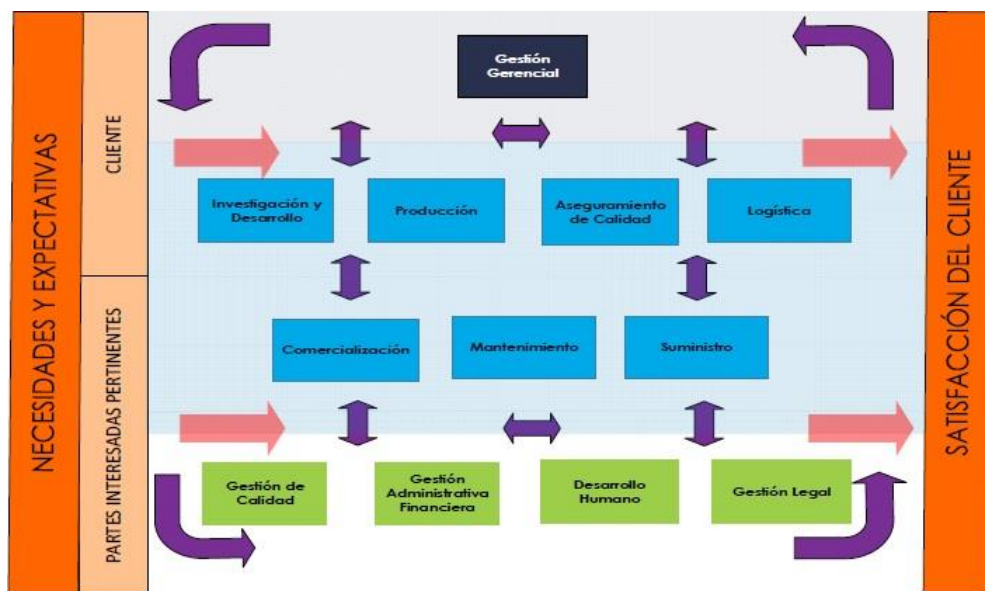 NECESIDADES Y EXPECTATIVAS
CLIENTE
PARTES INTERESADAS PERTINENTES
Gestión
Gerencial
Investigación y
Desarrollo
Producción
Aseguramiento
de Calidad
Logística
Comercialización
Mantenimiento
Suministro
Gestión de
Calidad
Gestión
Administrativa
Financiera
Desarrollo
Humano
Gestión Legal
SATISFACCIÓN DEL CLIENTE